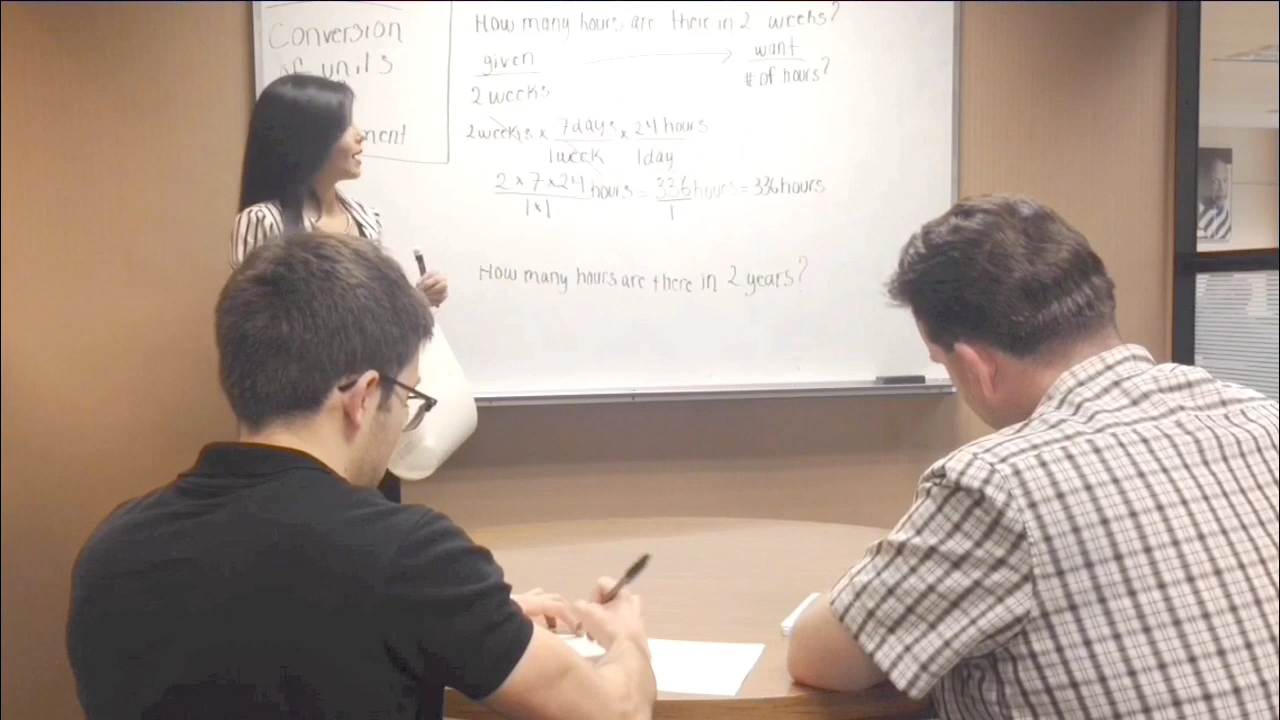 Conversion
of units
ment
How many hours are there in 2 weeks?
given → want
2 weeks # of hours?
2 weeks x 7 days x 24 hours
1 week 1 day
2 x 7 x 24 hours = 336 hours = 336 hours
1 x 1 1
How many hours are there in 2 years?